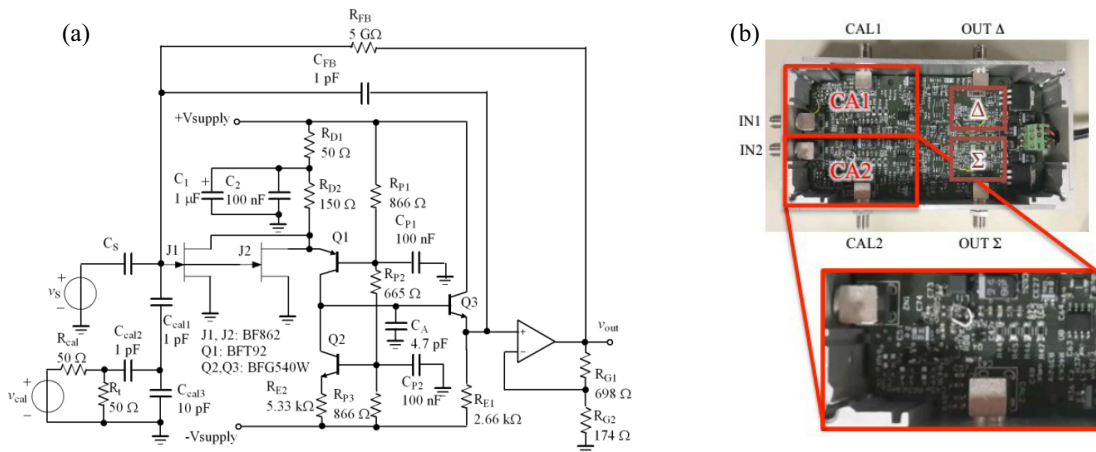 (a)
R_FB
5 GΩ
C_FB
1 pF
+Vsupply
R_D1
50 Ω
C_1
1 μF
+
C_2
100 nF
R_D2
150 Ω
R_P1
866 Ω
C_P1
100 nF
C_S
J1
J2
Q1
R_P2
665 Ω
Q3
+
v_S
−
C_cal1
1 pF
C_cal2
1 pF
R_cal
50 Ω
J1, J2: BF862
Q1: BFT92
Q2,Q3: BFG540W
Q2
C_A
4.7 pF
+
−
v_out
+
v_cal
−
R_t
50 Ω
C_cal3
10 pF
R_E2
5.33 kΩ
R_P3
866 Ω
C_P2
100 nF
R_E1
2.66 kΩ
R_G1
698 Ω
R_G2
174 Ω
-Vsupply
(b)
CAL1
OUT Δ
IN1
IN2
CA1
Δ
CA2
Σ
CAL2
OUT Σ